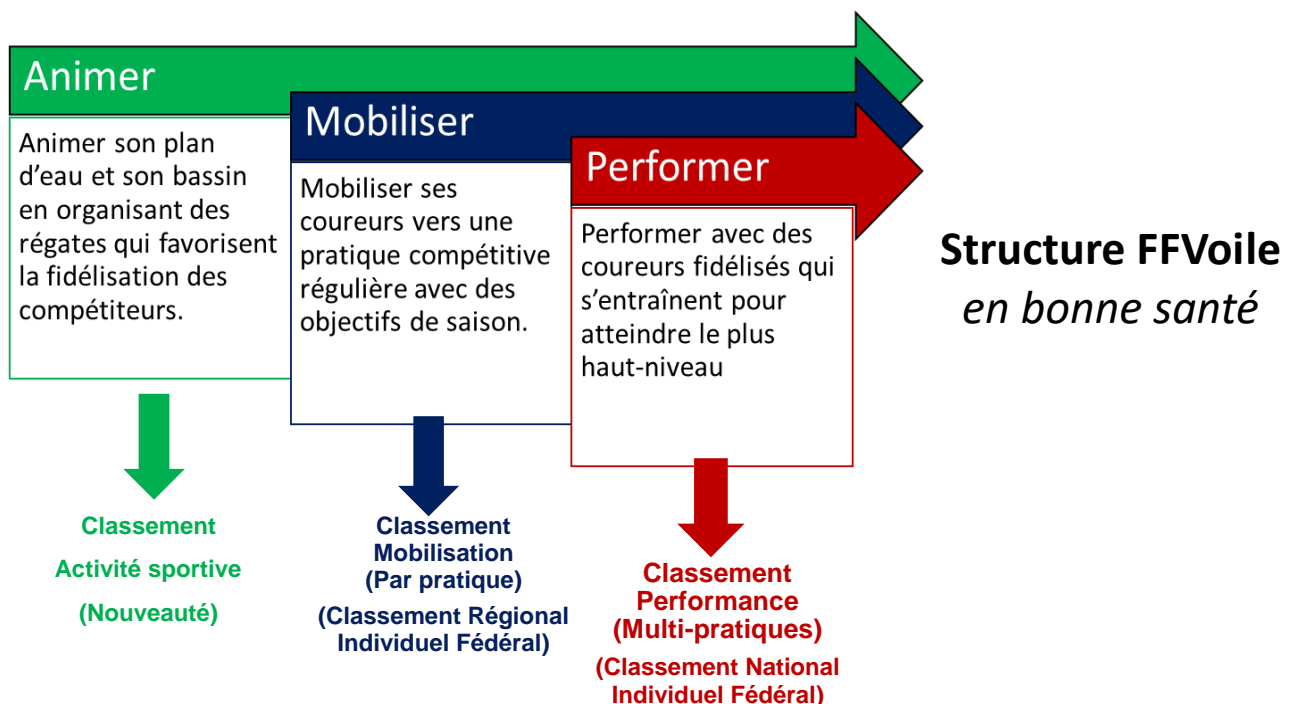 Animer
Animer son plan
d'eau et son bassin
en organisant des
régates qui favorisent
la fidélisation des
compétiteurs.
Classement
Activité sportive
(Nouveauté)
Mobiliser
Mobiliser ses
coureurs vers une
pratique compétitive
régulière avec des
objectifs de saison.
Classement
Mobilisation
(Par pratique)
(Classement Régional
Individuel Fédéral)
Performer
Performer avec des
coureurs fidélisés qui
s'entraînent pour
atteindre le plus
haut-niveau
Classement
Performance
(Multi-pratiques)
(Classement National
Individuel Fédéral)
Structure FFVoile
en bonne santé